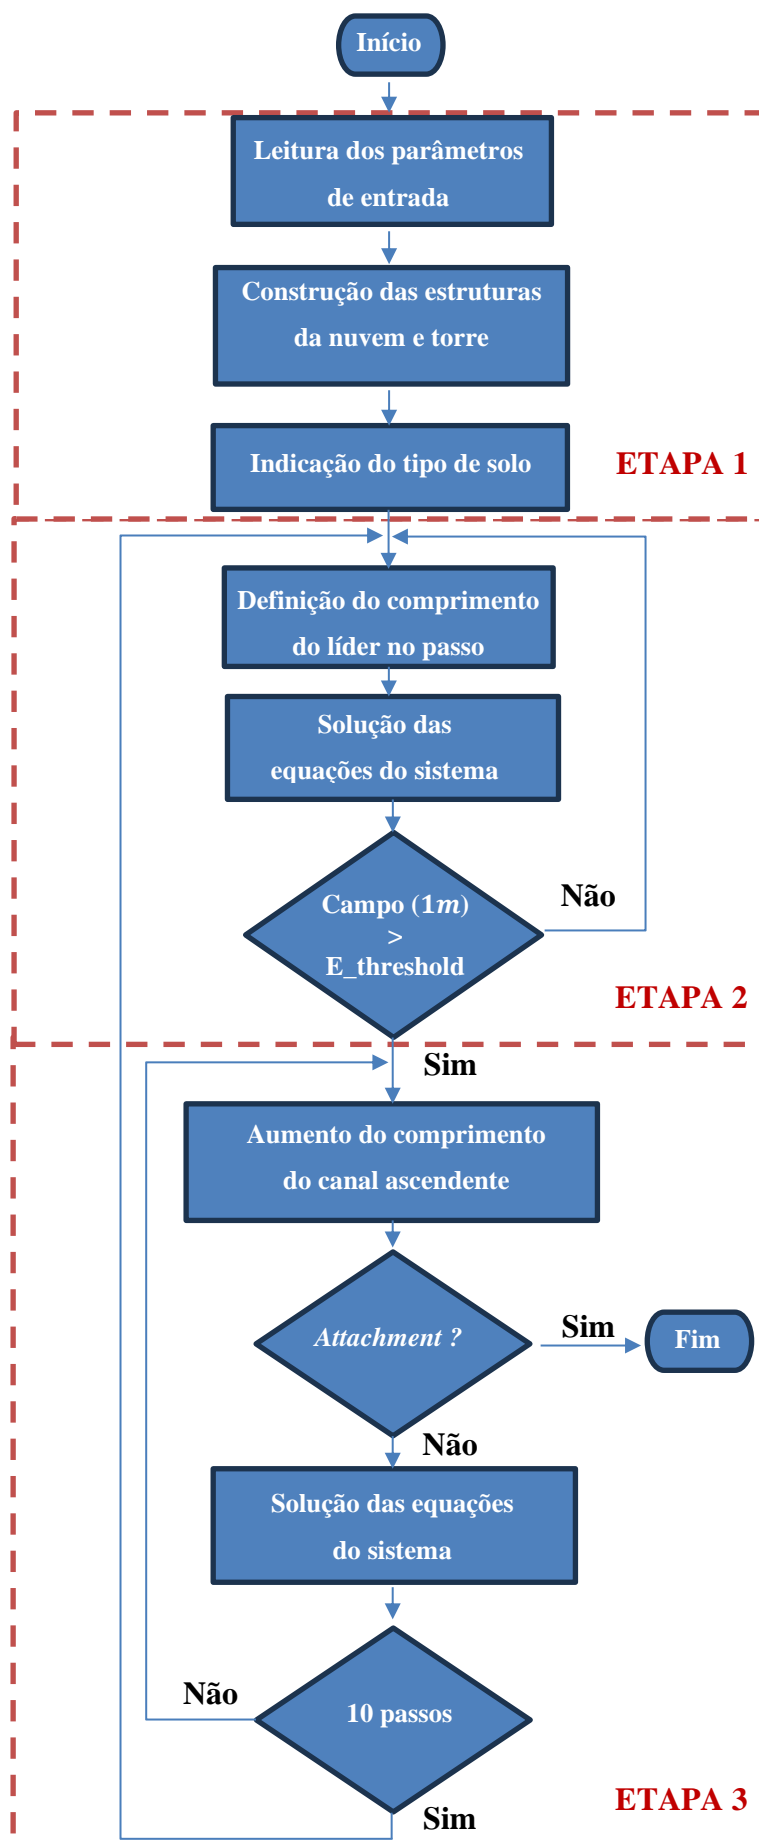 Início
Leitura dos parâmetros
de entrada
Construção das estruturas
da nuvem e torre
Indicação do tipo de solo
ETAPA 1
Definição do comprimento
do líder no passo
Solução das
equações do sistema
Campo (1m)
>
E_threshold
Não
ETAPA 2
Sim
Aumento do comprimento
do canal ascendente
Attachment ?
Sim
Fim
Não
Solução das equações
do sistema
Não
10 passos
ETAPA 3
Sim